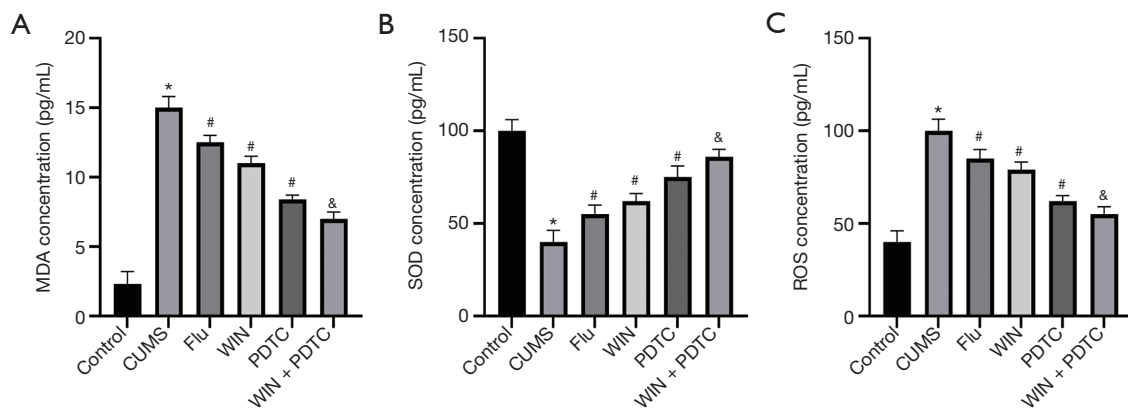 A
MDA concentration (pg/mL)
20
15
10
5
0
*
#
#
#
&
Control
CUMS
Flu
WIN
PDTC
WIN + PDTC
B
SOD concentration (pg/mL)
150
100
50
0
*
#
#
#
&
Control
CUMS
Flu
WIN
PDTC
WIN + PDTC
C
ROS concentration (pg/mL)
150
100
50
0
*
#
#
#
&
Control
CUMS
Flu
WIN
PDTC
WIN + PDTC